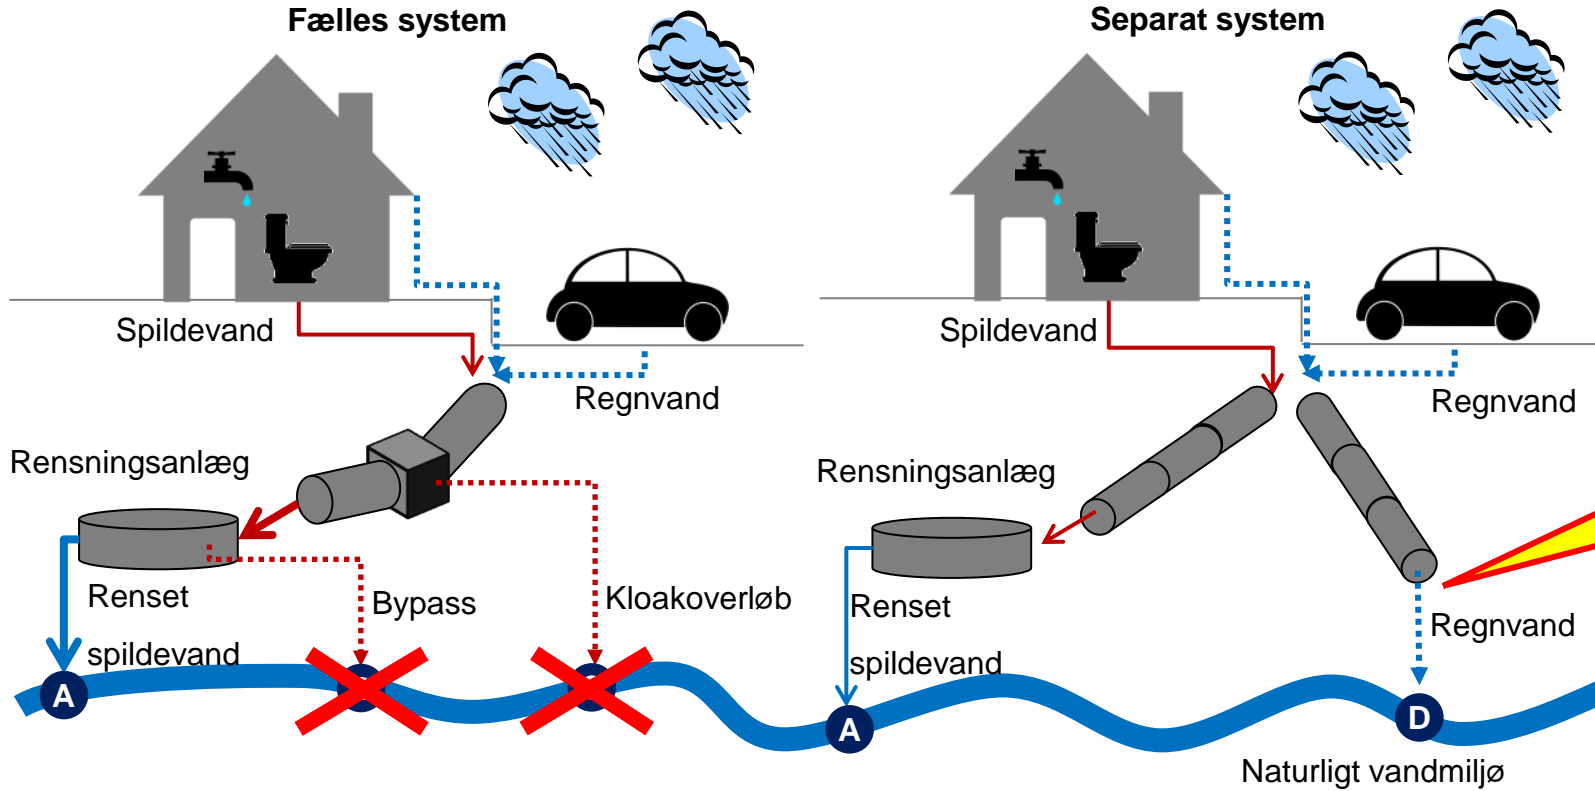 Fælles system
Separat system
Spildevand
Regnvand
Rensningsanlæg
Renset
spildevand
Bypass
Kloakoverløb
A
Spildevand
Regnvand
Rensningsanlæg
Renset
spildevand
Regnvand
A
D
Naturligt vandmiljø